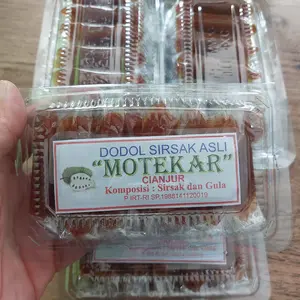 DODOL SIRSAK ASLI
"MOTEKAR"
CIANJUR
Komposisi : Sirsak dan Gula